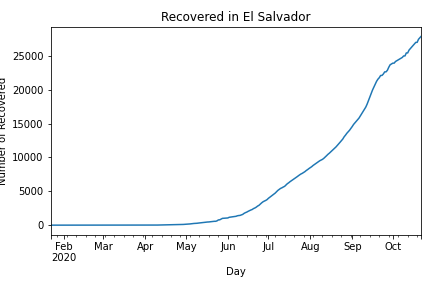 Recovered in El Salvador
Number of Recovered
25000
20000
15000
10000
5000
0
Feb Mar Apr May Jun Jul Aug Sep Oct
2020
Day